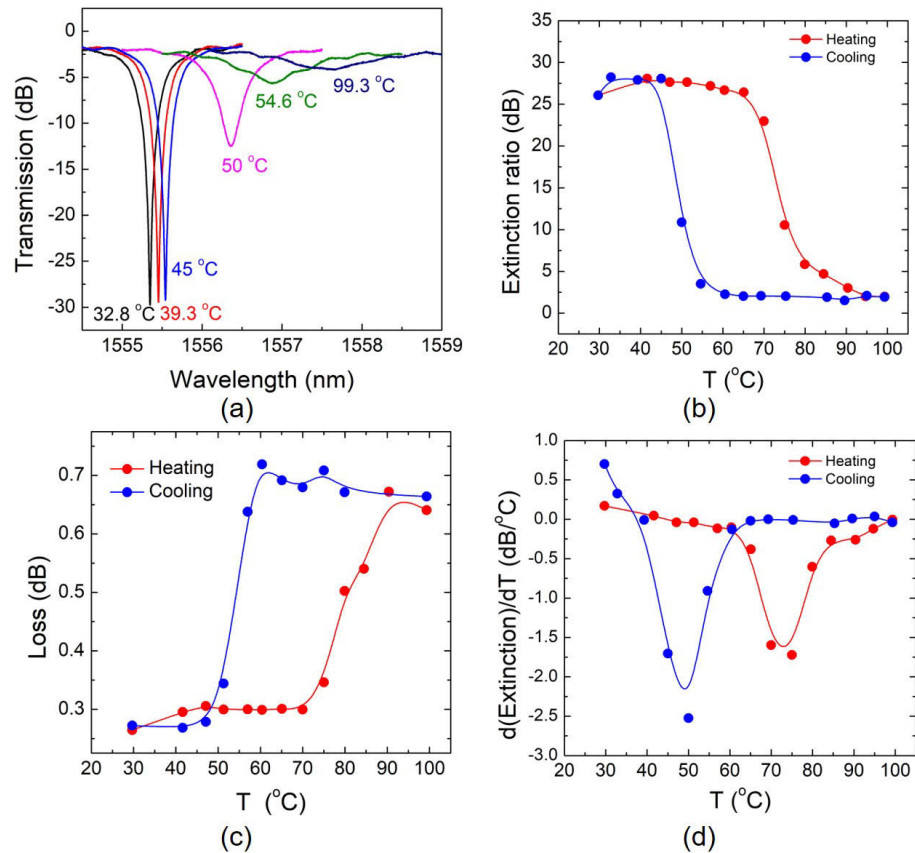 Transmission (dB)
0
-5
-10
-15
-20
-25
-30
32.8 °C
39.3 °C
45 °C
50 °C
54.6 °C
99.3 °C
1555 1556 1557 1558 1559
Wavelength (nm)
(a)
Extinction ratio (dB)
35
30
25
20
15
10
5
0
Heating
Cooling
20 30 40 50 60 70 80 90 100
T (°C)
(b)
Loss (dB)
0.7
0.6
0.5
0.4
0.3
Heating
Cooling
20 30 40 50 60 70 80 90 100
T (°C)
(c)
d(Extinction)/dT (dB/°C)
1.0
0.5
0.0
-0.5
-1.0
-1.5
-2.0
-2.5
-3.0
Heating
Cooling
20 30 40 50 60 70 80 90 100
T (°C)
(d)